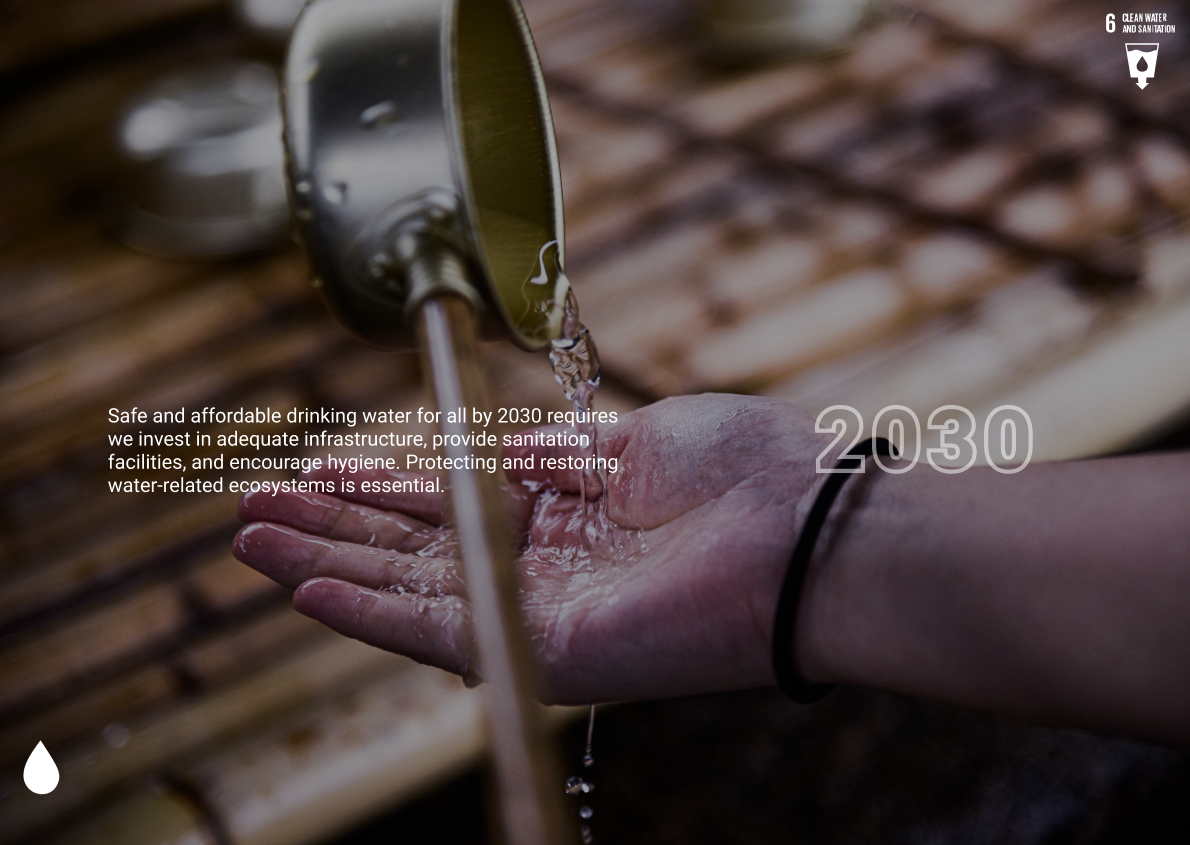 6 CLEAN WATER
AND SANITATION
Safe and affordable drinking water for all by 2030 requires
we invest in adequate infrastructure, provide sanitation
facilities, and encourage hygiene. Protecting and restoring
water-related ecosystems is essential.
2030